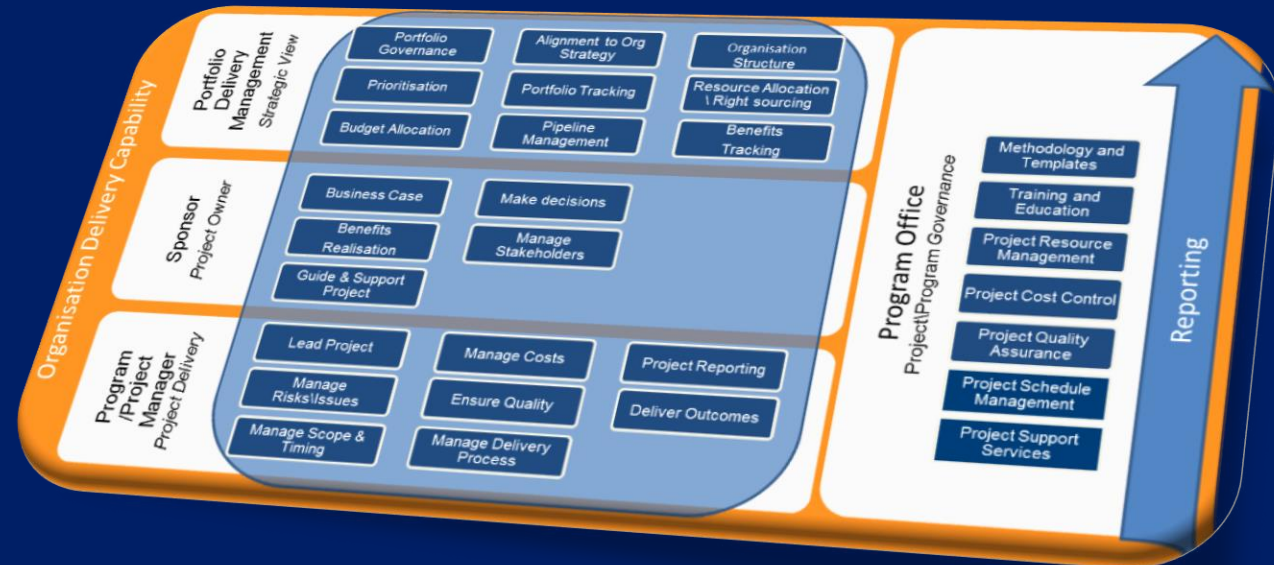 Organisation Delivery Capability
Portfolio
Delivery
Management
Strategic View
Portfolio
Governance
Alignment to Org
Strategy
Organisation
Structure
Prioritisation
Portfolio Tracking
Resource Allocation
\ Right sourcing
Budget Allocation
Pipeline
Management
Benefits
Tracking
Sponsor
Project Owner
Business Case
Make decisions
Benefits
Realisation
Manage
Stakeholders
Guide & Support
Project
Program
/Project
Manager
Project Delivery
Lead Project
Manage Costs
Project Reporting
Manage
Risks\Issues
Ensure Quality
Deliver Outcomes
Manage Scope &
Timing
Manage Delivery
Process
Program Office
Project\Program Governance
Methodology and
Templates
Training and
Education
Project Resource
Management
Project Cost Control
Project Quality
Assurance
Project Schedule
Management
Project Support
Services
Reporting